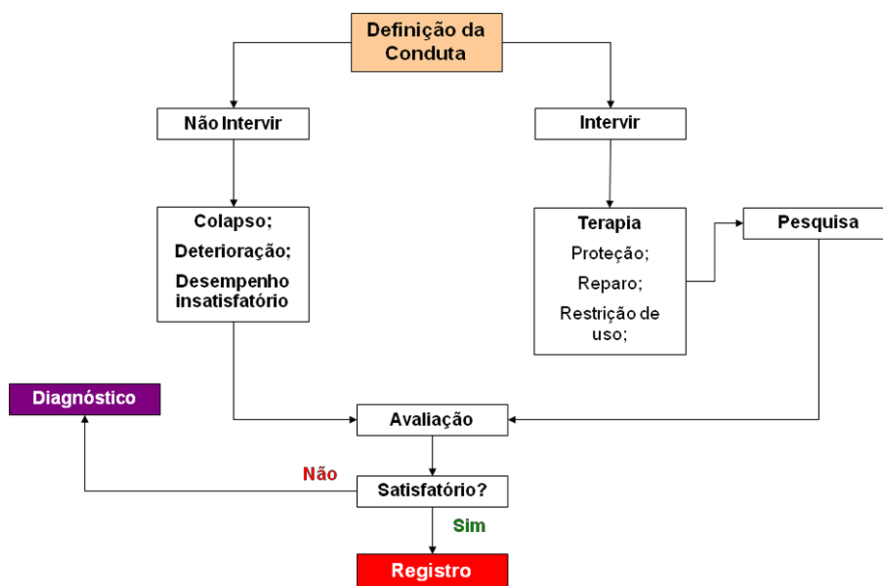 Definição da
Conduta
Não Intervir
Intervir
Colapso;
Deterioração;
Desempenho
insatisfatório
Terapia
Proteção;
Reparo;
Restrição de
uso;
Pesquisa
Diagnóstico
Avaliação
Não
Satisfatório?
Sim
Registro